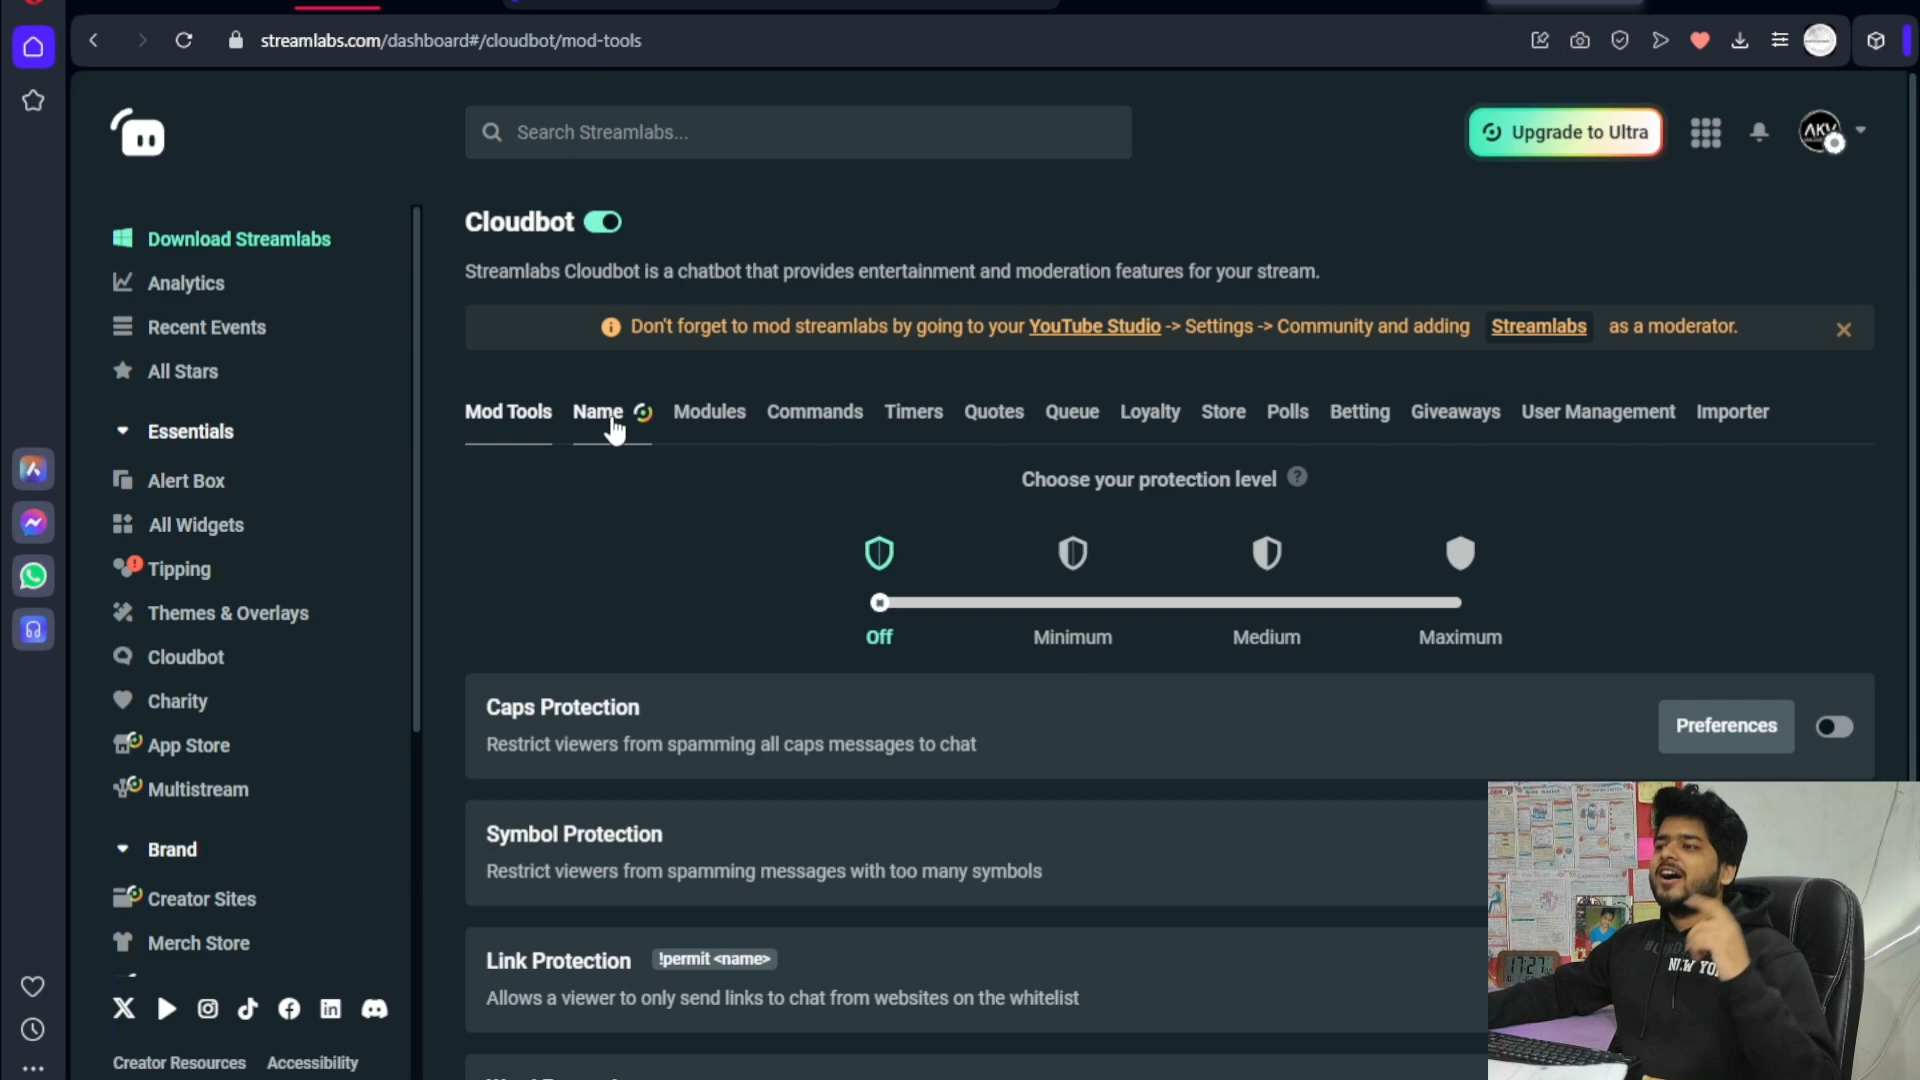 streamlabs.com/dashboard#/cloudbot/mod-tools
Search Streamlabs...
Upgrade to Ultra
AKV
Download Streamlabs
Analytics
Recent Events
All Stars
Essentials
Alert Box
All Widgets
Tipping
Themes & Overlays
Cloudbot
Charity
App Store
Multistream
Brand
Creator Sites
Merch Store
Creator Resources Accessibility
Cloudbot
Streamlabs Cloudbot is a chatbot that provides entertainment and moderation features for your stream.
Don't forget to mod streamlabs by going to your YouTube Studio -> Settings -> Community and adding Streamlabs as a moderator.
Mod Tools Name Modules Commands Timers Quotes Queue Loyalty Store Polls Betting Giveaways User Management Importer
Choose your protection level
Off Minimum Medium Maximum
Caps Protection
Restrict viewers from spamming all caps messages to chat
Preferences
Symbol Protection
Restrict viewers from spamming messages with too many symbols
Link Protection !permit <name>
Allows a viewer to only send links to chat from websites on the whitelist
17:27